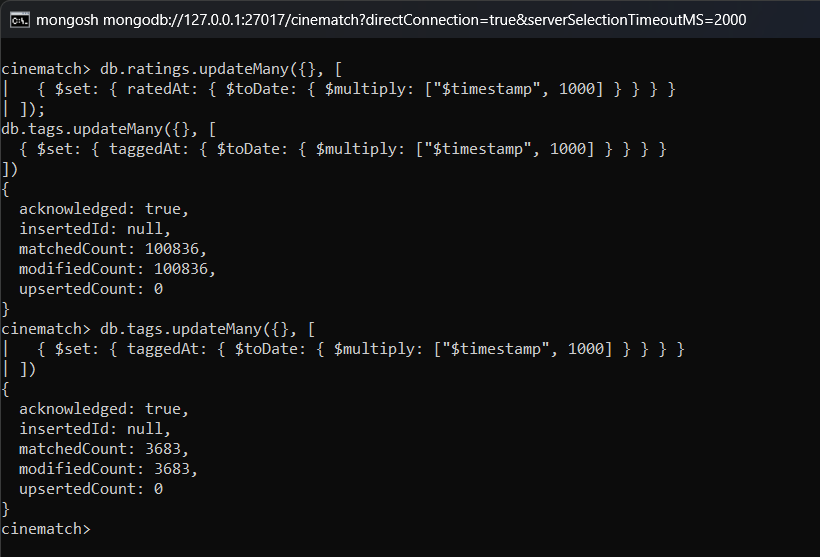 mongosh mongodb://127.0.0.1:27017/cinematch?directConnection=true&serverSelectionTimeoutMS=2000
cinematch> db.ratings.updateMany({}, [
|   { $set: { ratedAt: { $toDate: { $multiply: ["$timestamp", 1000] } } } }
| ]);
db.tags.updateMany({}, [
  { $set: { taggedAt: { $toDate: { $multiply: ["$timestamp", 1000] } } } }
])
{
  acknowledged: true,
  insertedId: null,
  matchedCount: 100836,
  modifiedCount: 100836,
  upsertedCount: 0
}
cinematch> db.tags.updateMany({}, [
|   { $set: { taggedAt: { $toDate: { $multiply: ["$timestamp", 1000] } } } }
| ])
{
  acknowledged: true,
  insertedId: null,
  matchedCount: 3683,
  modifiedCount: 3683,
  upsertedCount: 0
}
cinematch>